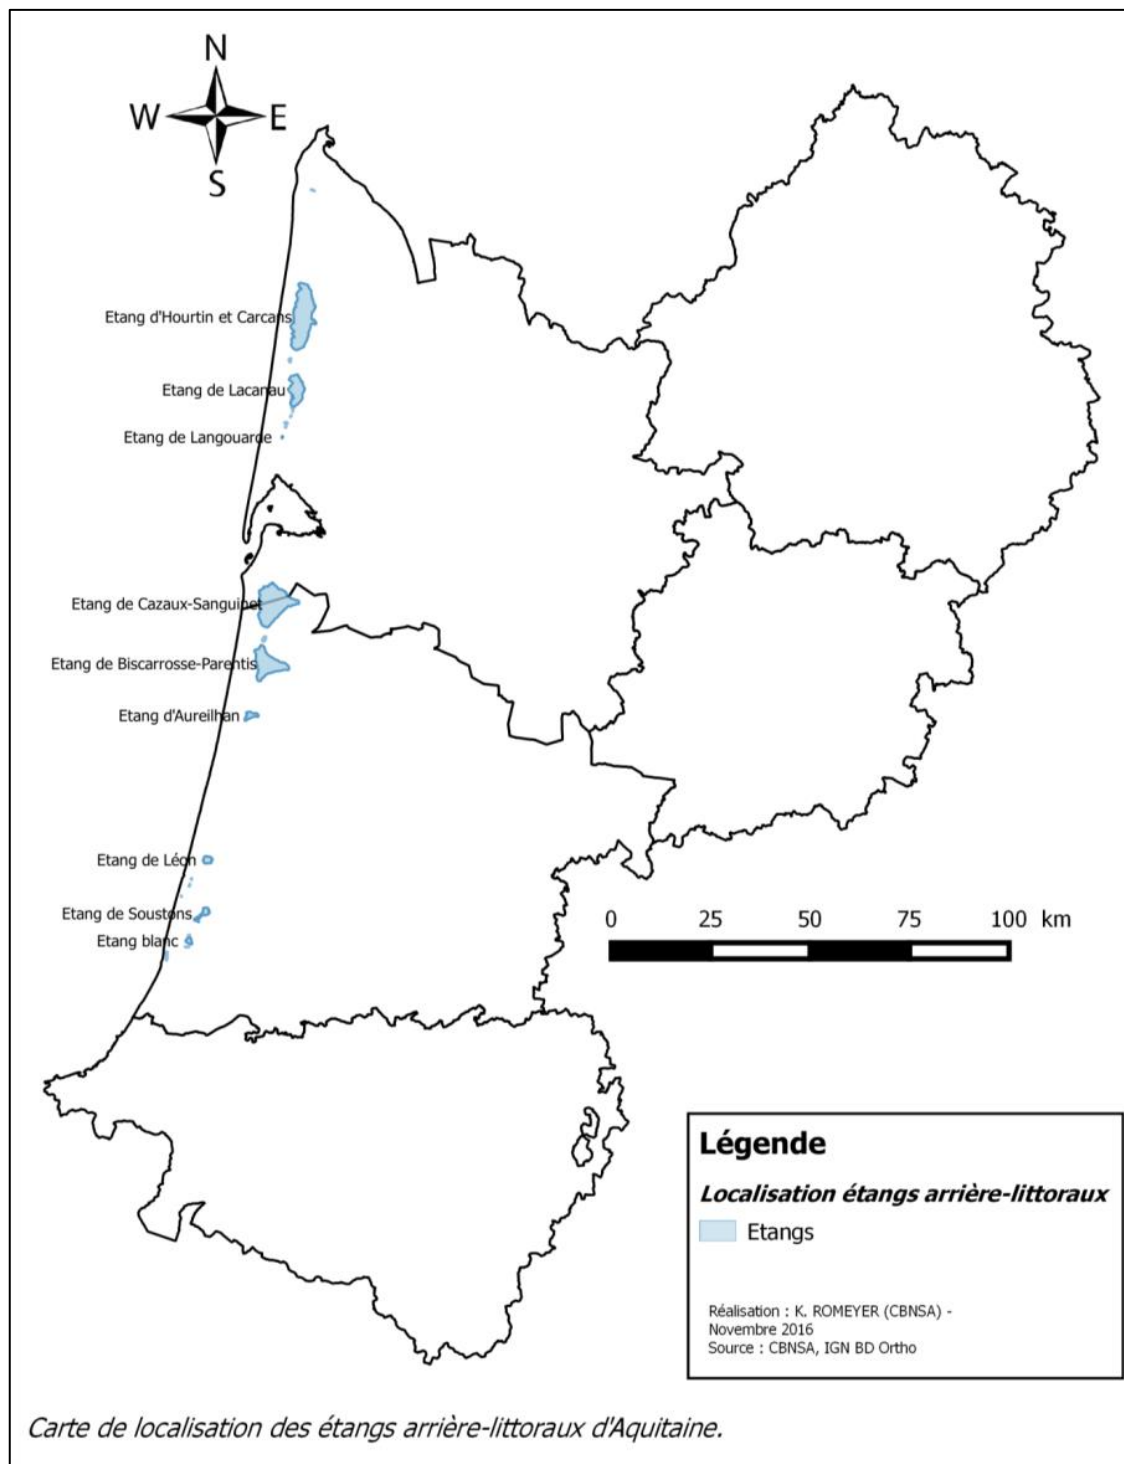 N
W E
S
Etang d'Hourtin et Carcans
Etang de Lacanau
Etang de Langouarde
Etang de Cazaux-Sanguinet
Etang de Biscarrosse-Parentis
Etang d'Aureilhan
Etang de Léon
Etang de Soustons
Etang blanc
0 25 50 75 100 km
Légende
Localisation étangs arrière-littoraux
Etangs
Réalisation : K. ROMEYER (CBNSA) -
Novembre 2016
Source : CBNSA, IGN BD Ortho
Carte de localisation des étangs arrière-littoraux d'Aquitaine.